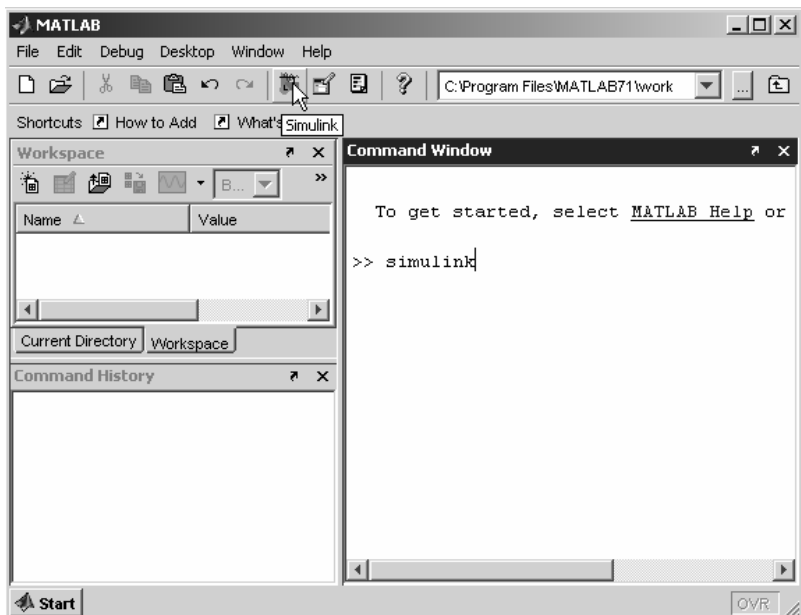 MATLAB
File Edit Debug Desktop Window Help
C:\Program Files\MATLAB71\work
...
Shortcuts How to Add What's
Simulink
Workspace
B...
Name Value
Current Directory Workspace
Command History
Command Window
To get started, select MATLAB Help or
>> simulink
Start
OVR